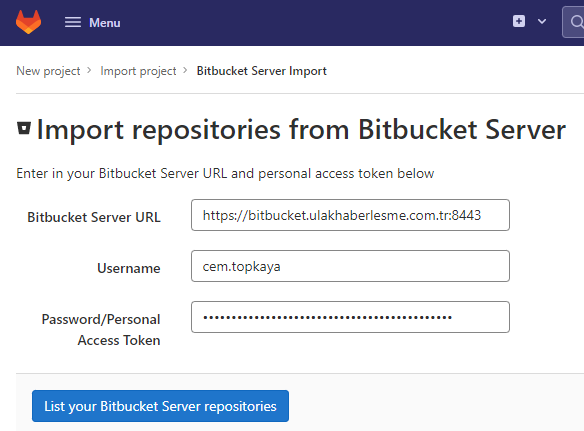 Menu
New project > Import project > Bitbucket Server Import
Import repositories from Bitbucket Server
Enter in your Bitbucket Server URL and personal access token below
Bitbucket Server URL
https://bitbucket.ulakhaberlesme.com.tr:8443
Username
cem.topkaya
Password/Personal
Access Token
••••••••••••••••••••••••••••••••••••••••••••
List your Bitbucket Server repositories